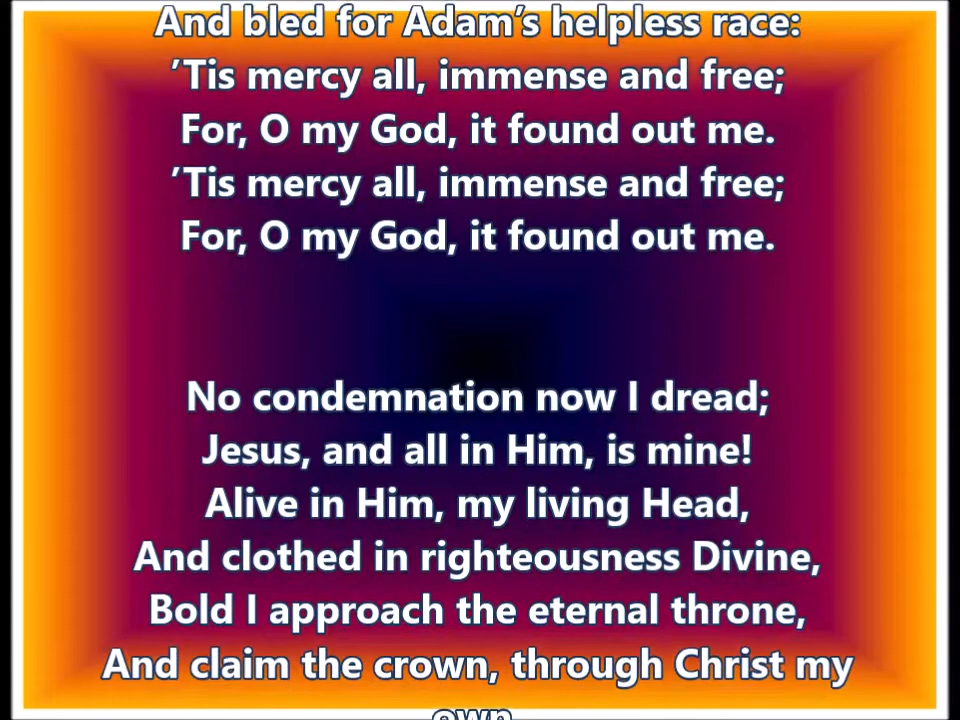 And bled for Adam’s helpless race:
’Tis mercy all, immense and free;
For, O my God, it found out me.
’Tis mercy all, immense and free;
For, O my God, it found out me.
No condemnation now I dread;
Jesus, and all in Him, is mine!
Alive in Him, my living Head,
And clothed in righteousness Divine,
Bold I approach the eternal throne,
And claim the crown, through Christ my
own